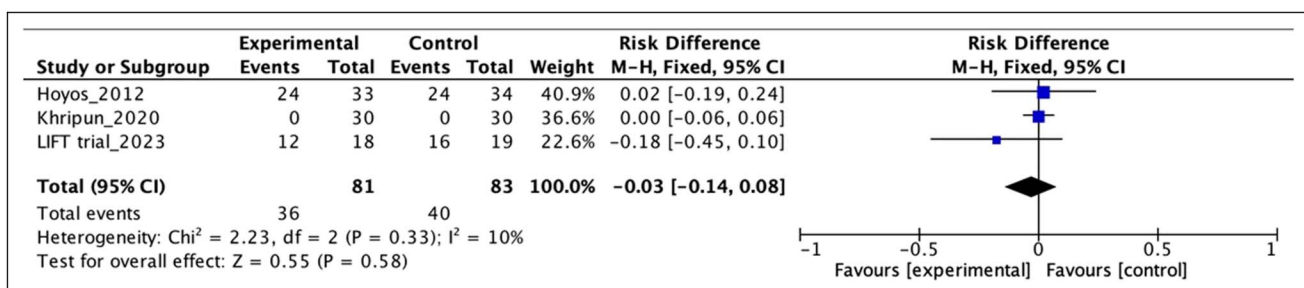 Experimental Control Risk Difference Risk Difference
Study or Subgroup Events Total Events Total Weight M-H, Fixed, 95% CI M-H, Fixed, 95% CI
Hoyos_2012 24 33 24 34 40.9% 0.02 [-0.19, 0.24]
Khripun_2020 0 30 0 30 36.6% 0.00 [-0.06, 0.06]
LIFT trial_2023 12 18 16 19 22.6% -0.18 [-0.45, 0.10]
Total (95% CI) 81 83 100.0% -0.03 [-0.14, 0.08]
Total events 36 40
Heterogeneity: Chi² = 2.23, df = 2 (P = 0.33); I² = 10%
Test for overall effect: Z = 0.55 (P = 0.58)
-1 -0.5 0 0.5 1
Favours [experimental] Favours [control]